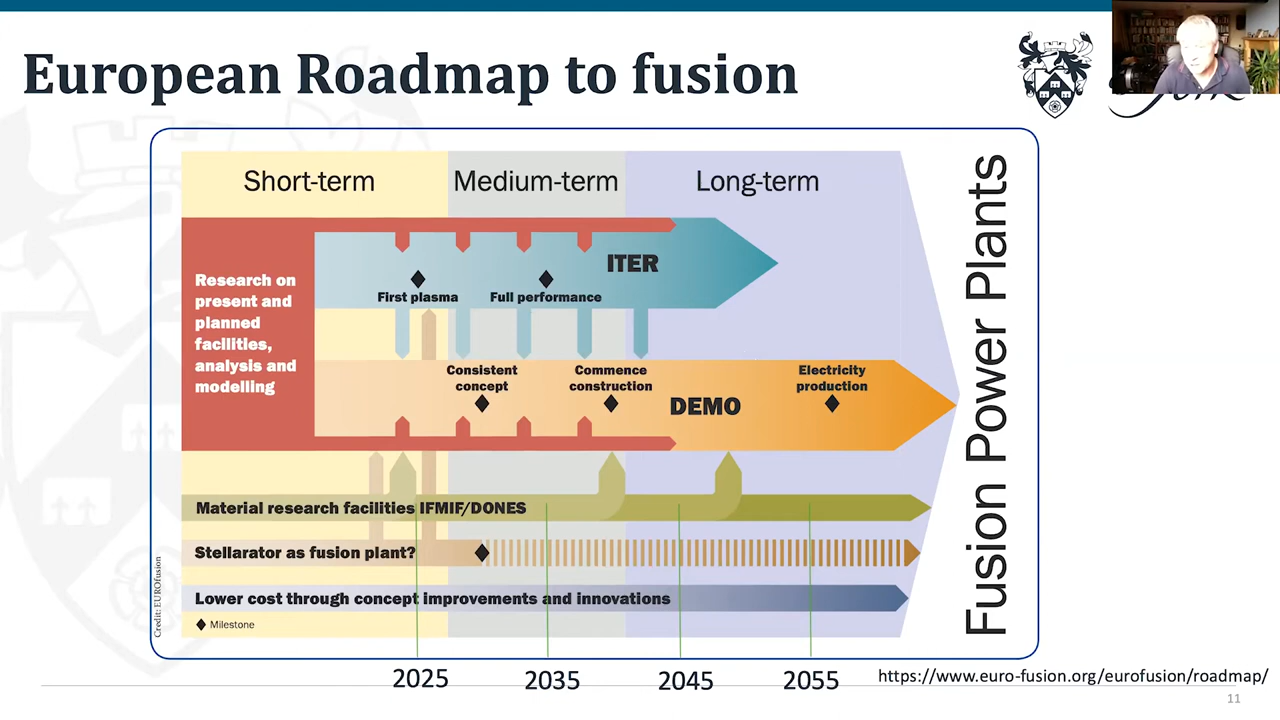 European Roadmap to fusion
Short-term
Medium-term
Long-term
Research on
present and
planned
facilities,
analysis and
modelling
ITER
First plasma
Full performance
Consistent
concept
Commence
construction
Electricity
production
DEMO
Material research facilities IFMIF/DONES
Stellarator as fusion plant?
Lower cost through concept improvements and innovations
Milestone
Credit: EUROfusion
Fusion Power Plants
2025
2035
2045
2055
https://www.euro-fusion.org/eurofusion/roadmap/
11